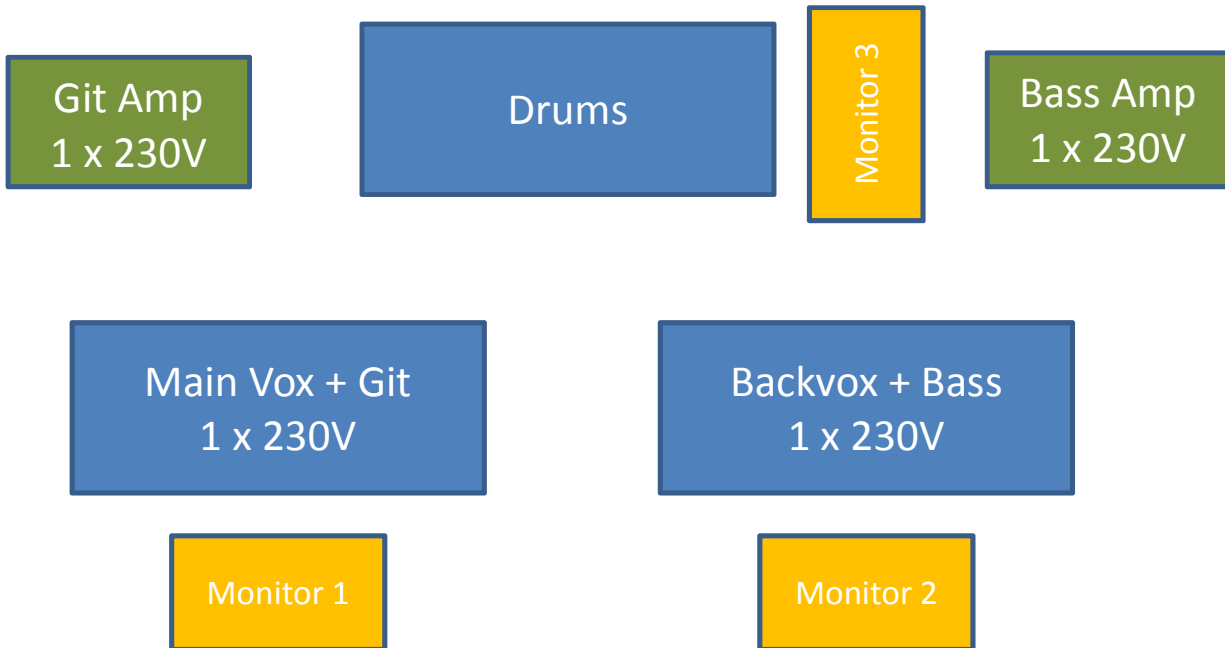 Git Amp
1 x 230V
Drums
Monitor 3
Bass Amp
1 x 230V
Main Vox + Git
1 x 230V
Backvox + Bass
1 x 230V
Monitor 1
Monitor 2